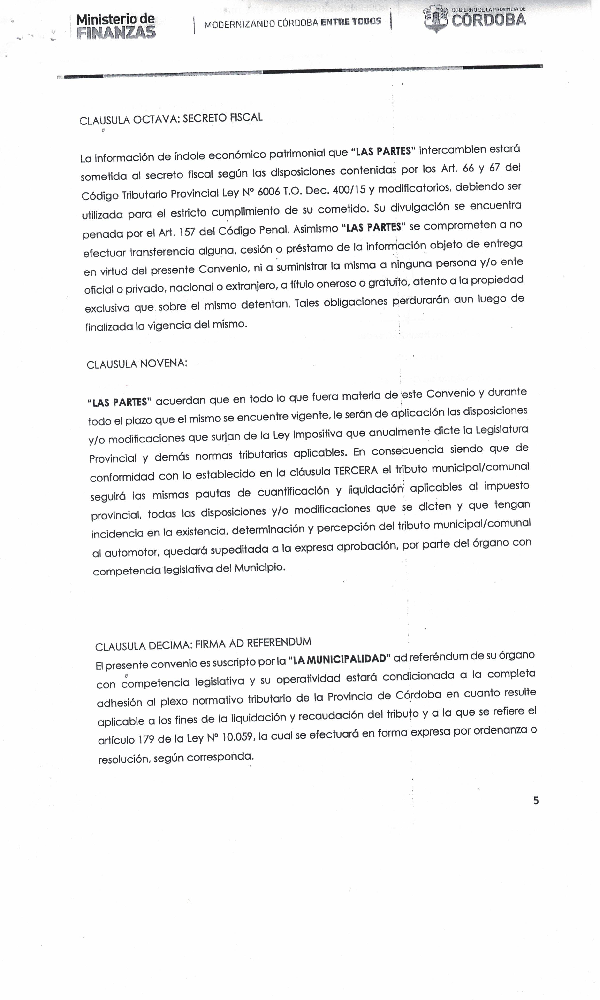 Ministerio de
FINANZAS
MODERNIZANDO CÓRDOBA ENTRE TODOS
GOBIERNO DE LA PROVINCIA DE
CÓRDOBA
CLAUSULA OCTAVA: SECRETO FISCAL
La información de índole económico patrimonial que "LAS PARTES" intercambien estará
sometida al secreto fiscal según las disposiciones contenidas por los Art. 66 y 67 del
Código Tributario Provincial Ley Nº 6006 T.O. Dec. 400/15 y modificatorios, debiendo ser
utilizada para el estricto cumplimiento de su cometido. Su divulgación se encuentra
penada por el Art. 157 del Código Penal. Asimismo "LAS PARTES" se comprometen a no
efectuar transferencia alguna, cesión o préstamo de la información objeto de entrega
en virtud del presente Convenio, ni a suministrar la misma a ninguna persona y/o ente
oficial o privado, nacional o extranjero, a título oneroso o gratuito, atento a la propiedad
exclusiva que sobre el mismo detentan. Tales obligaciones perdurarán aun luego de
finalizada la vigencia del mismo.
CLAUSULA NOVENA:
"LAS PARTES" acuerdan que en todo lo que fuera materia de este Convenio y durante
todo el plazo que el mismo se encuentre vigente, le serán de aplicación las disposiciones
y/o modificaciones que surjan de la Ley Impositiva que anualmente dicte la Legislatura
Provincial y demás normas tributarias aplicables. En consecuencia siendo que de
conformidad con lo establecido en la cláusula TERCERA el tributo municipal/comunal
seguirá las mismas pautas de cuantificación y liquidación aplicables al impuesto
provincial, todas las disposiciones y/o modificaciones que se dicten y que tengan
incidencia en la existencia, determinación y percepción del tributo municipal/comunal
al automotor, quedará supeditada a la expresa aprobación, por parte del órgano con
competencia legislativa del Municipio.
CLAUSULA DECIMA: FIRMA AD REFERENDUM
El presente convenio es suscripto por la "LA MUNICIPALIDAD" ad referéndum de su órgano
con competencia legislativa y su operatividad estará condicionada a la completa
adhesión al plexo normativo tributario de la Provincia de Córdoba en cuanto resulte
aplicable a los fines de la liquidación y recaudación del tributo y a la que se refiere el
artículo 179 de la Ley Nº 10.059, la cual se efectuará en forma expresa por ordenanza o
resolución, según corresponda.
5